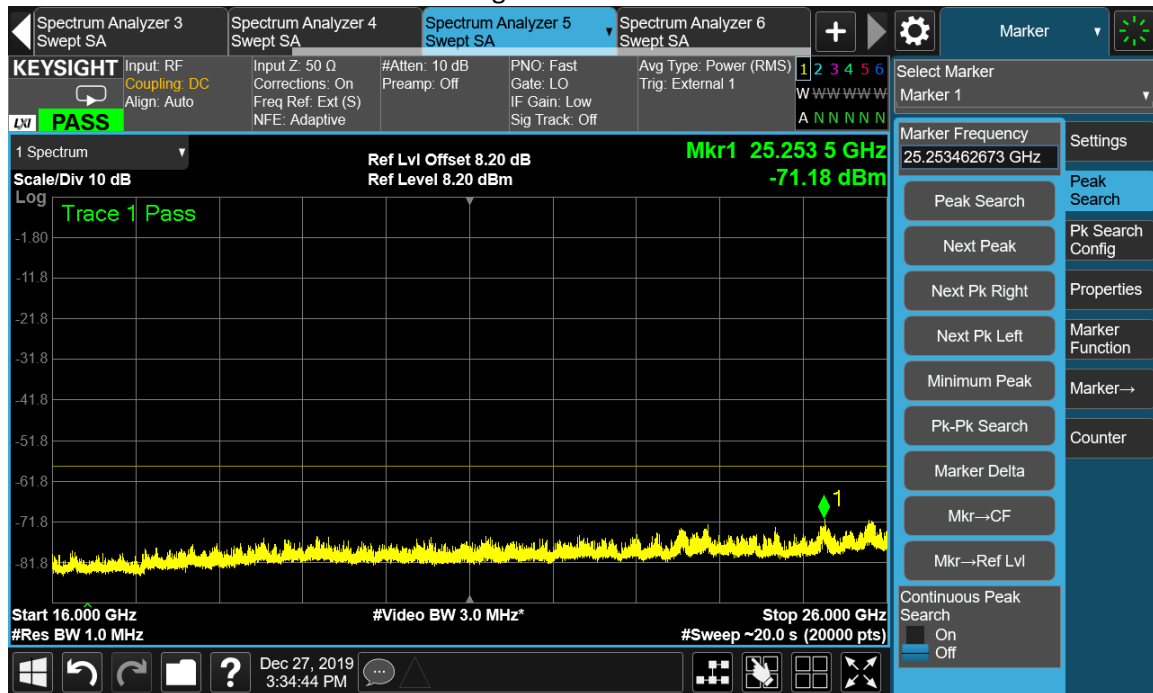 Spectrum Analyzer 3
Swept SA
Spectrum Analyzer 4
Swept SA
Spectrum Analyzer 5
Swept SA
Spectrum Analyzer 6
Swept SA
+
Marker
KEYSIGHT
Input: RF
Coupling: DC
Align: Auto
LXI
PASS
Input Z: 50 Ω
Corrections: On
Freq Ref: Ext (S)
NFE: Adaptive
#Atten: 10 dB
Preamp: Off
PNO: Fast
Gate: LO
IF Gain: Low
Sig Track: Off
Avg Type: Power (RMS)
Trig: External 1
1 2 3 4 5 6
W W W W W W
A N N N N N
Select Marker
Marker 1
1 Spectrum
Scale/Div 10 dB
Ref Lvl Offset 8.20 dB
Ref Level 8.20 dBm
Mkr1 25.253 5 GHz
-71.18 dBm
Log
Trace 1 Pass
-1.80
-11.8
-21.8
-31.8
-41.8
-51.8
-61.8
-71.8
-81.8
1
Start 16.000 GHz
#Res BW 1.0 MHz
#Video BW 3.0 MHz*
Stop 26.000 GHz
#Sweep ~20.0 s (20000 pts)
Marker Frequency
25.253462673 GHz
Peak Search
Next Peak
Next Pk Right
Next Pk Left
Minimum Peak
Pk-Pk Search
Marker Delta
Mkr→CF
Mkr→Ref Lvl
Continuous Peak
Search
On
Off
Settings
Peak
Search
Pk Search
Config
Properties
Marker
Function
Marker→
Counter
?
Dec 27, 2019
3:34:44 PM